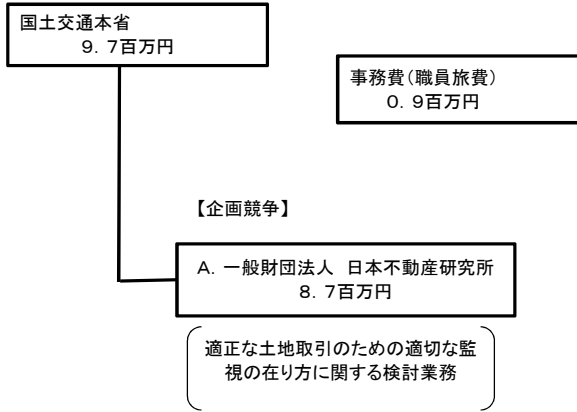 国土交通本省
９．７百万円
事務費（職員旅費）
０．９百万円
【企画競争】
Ａ．一般財団法人　日本不動産研究所
８．７百万円
適正な土地取引のための適切な監
視の在り方に関する検討業務